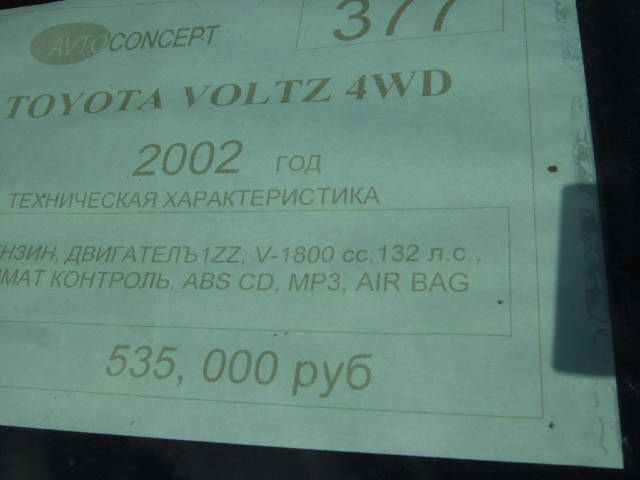 AVTOCONCEPT
377
TOYOTA VOLTZ 4WD
2002 ГОД
ТЕХНИЧЕСКАЯ ХАРАКТЕРИСТИКА
НЗИН, ДВИГАТЕЛЪ1ZZ, V-1800 cc,132 л.с.,
МАТ КОНТРОЛЬ, ABS CD, MP3, AIR BAG
535, 000 руб